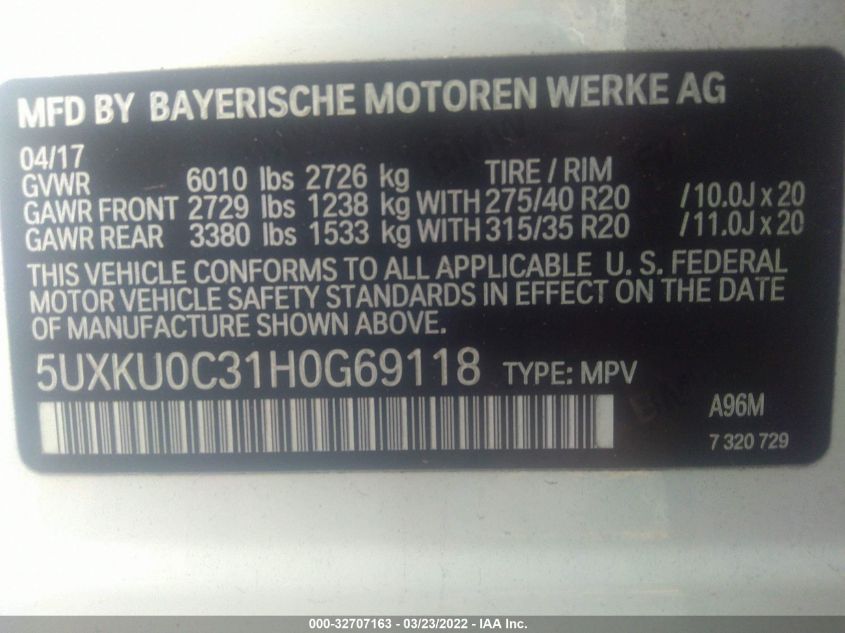 MFD BY BAYERISCHE MOTOREN WERKE AG
04/17
GVWR 6010 lbs 2726 kg TIRE / RIM
GAWR FRONT 2729 lbs 1238 kg WITH 275/40 R20 /10.0J x 20
GAWR REAR 3380 lbs 1533 kg WITH 315/35 R20 /11.0J x 20
THIS VEHICLE CONFORMS TO ALL APPLICABLE U. S. FEDERAL
MOTOR VEHICLE SAFETY STANDARDS IN EFFECT ON THE DATE
OF MANUFACTURE SHOWN ABOVE.
5UXKU0C31H0G69118 TYPE: MPV
A96M
7 320 729
000-32707163 - 03/23/2022 - IAA Inc.